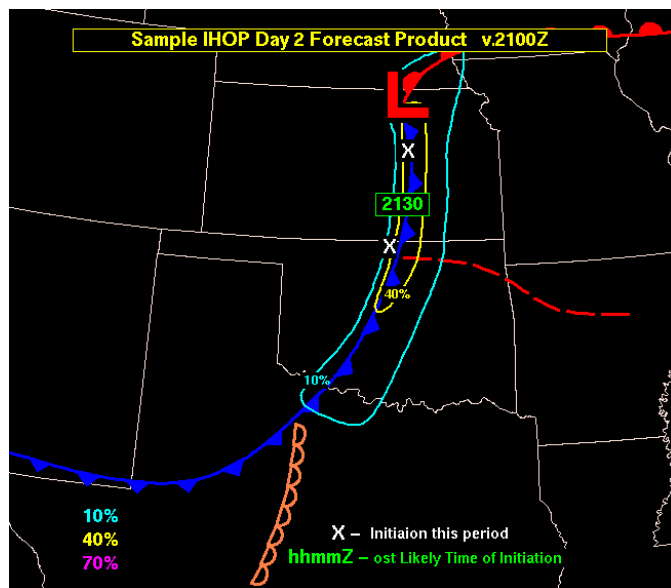 Sample IHOP Day 2 Forecast Product v.2100Z
L
X
2130
X
40%
10%
10%
40%
70%
X – Initiaion this period
hhmmZ – ost Likely Time of Initiation